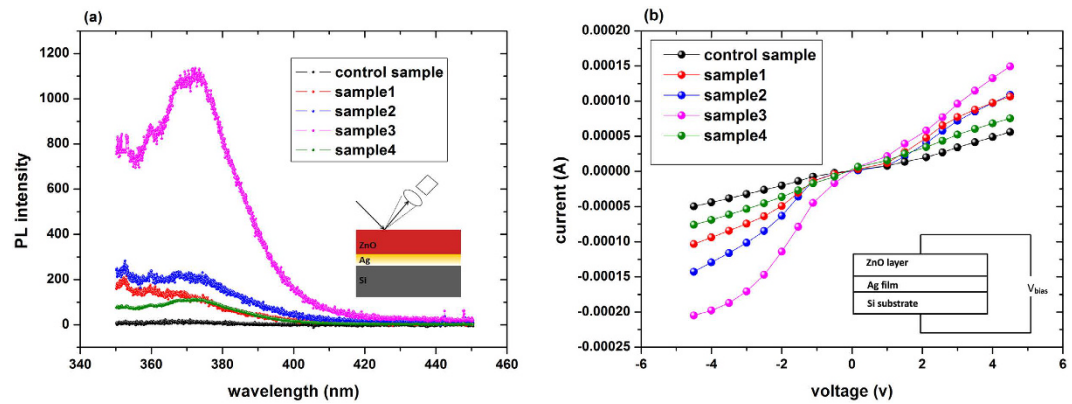 (a)
1200
1000
800
600
400
200
0
PL intensity
340
360
380
400
420
440
460
wavelength (nm)
control sample
sample1
sample2
sample3
sample4
ZnO
Ag
Si
(b)
0.00020
0.00015
0.00010
0.00005
0.00000
-0.00005
-0.00010
-0.00015
-0.00020
-0.00025
current (A)
-6
-4
-2
0
2
4
6
voltage (v)
control sample
sample1
sample2
sample3
sample4
ZnO layer
Ag film
Si substrate
Vbias